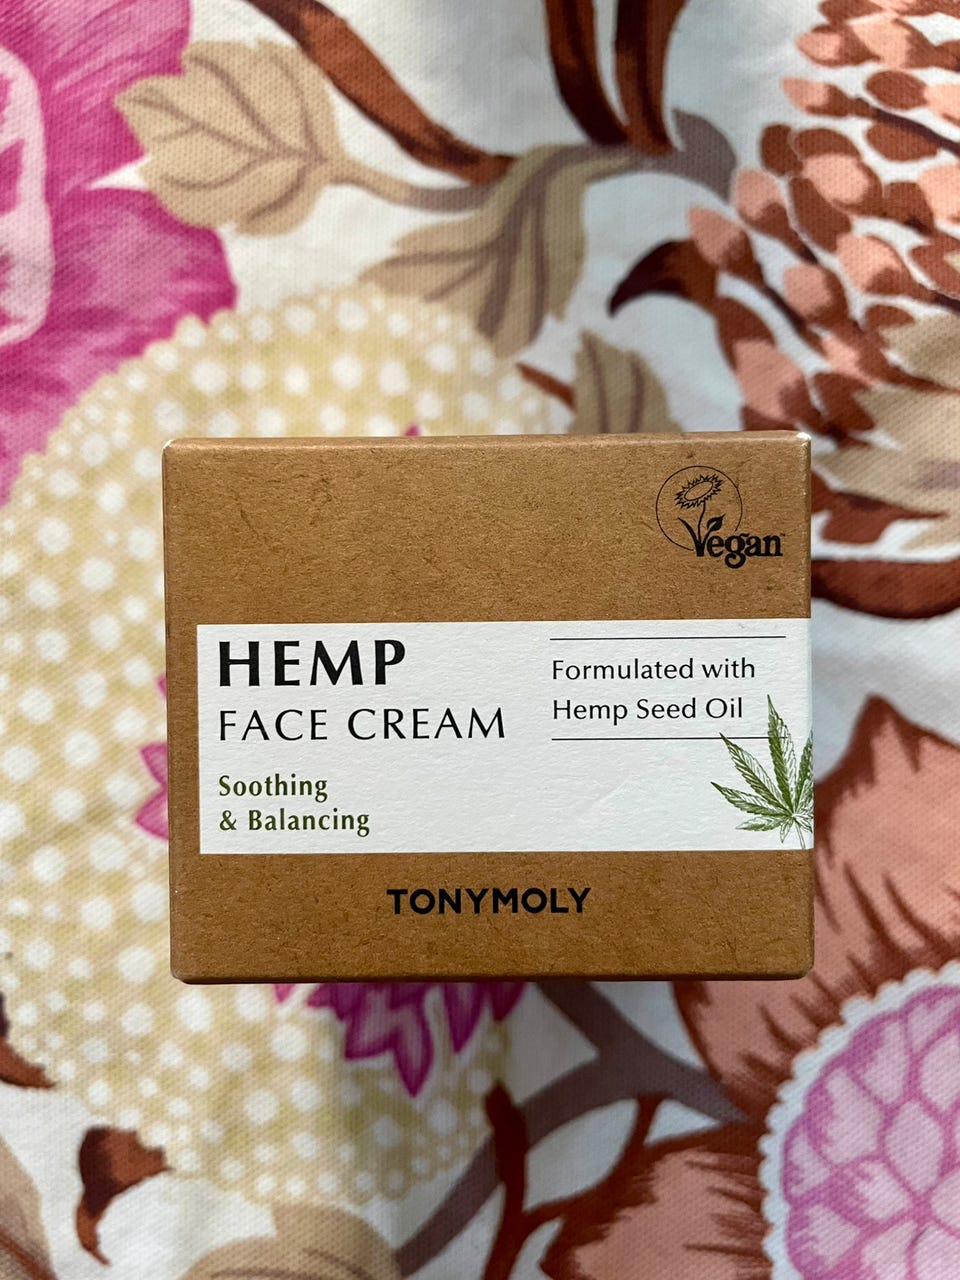 Vegan
HEMP
FACE CREAM
Soothing
& Balancing
Formulated with
Hemp Seed Oil
TONYMOLY